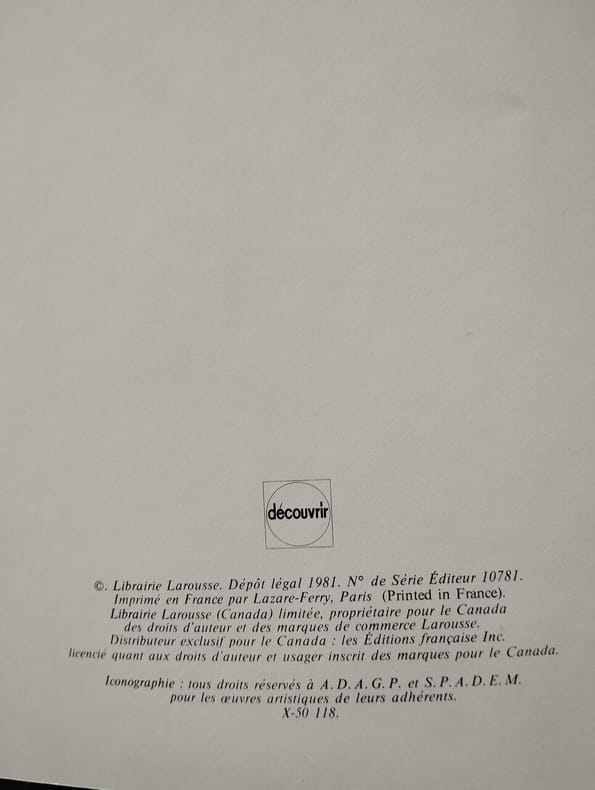 découvrir
©. Librairie Larousse. Dépôt légal 1981. N° de Série Éditeur 10781.
Imprimé en France par Lazare-Ferry, Paris (Printed in France).
Librairie Larousse (Canada) limitée, propriétaire pour le Canada
des droits d'auteur et des marques de commerce Larousse.
Distributeur exclusif pour le Canada : les Éditions française Inc.
licencié quant aux droits d'auteur et usager inscrit des marques pour le Canada.
Iconographie : tous droits réservés à A. D. A. G. P. et S. P. A. D. E. M.
pour les œuvres artistiques de leurs adhérents.
X-50 118.